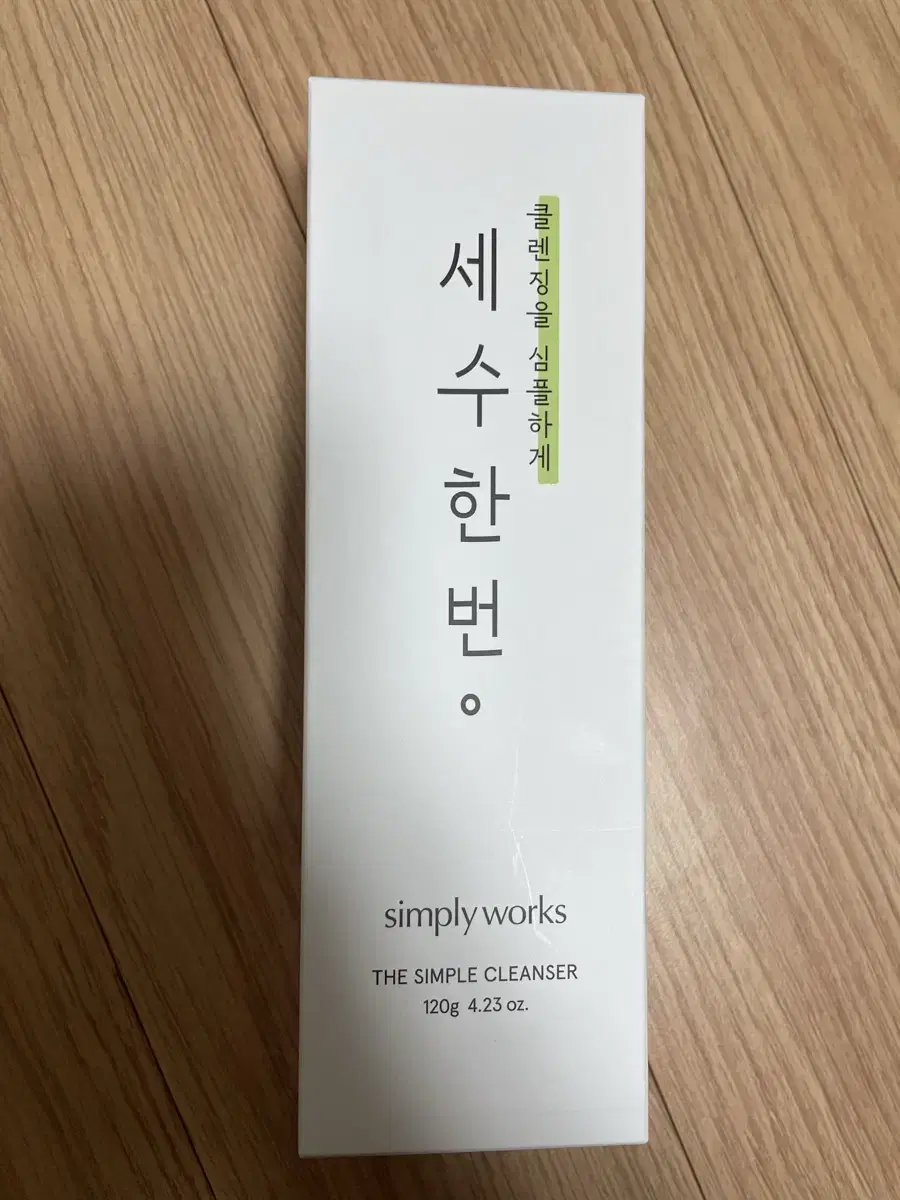 클렌징을 심플하게
세수한번。
simply works
THE SIMPLE CLEANSER
120g 4.23 oz.